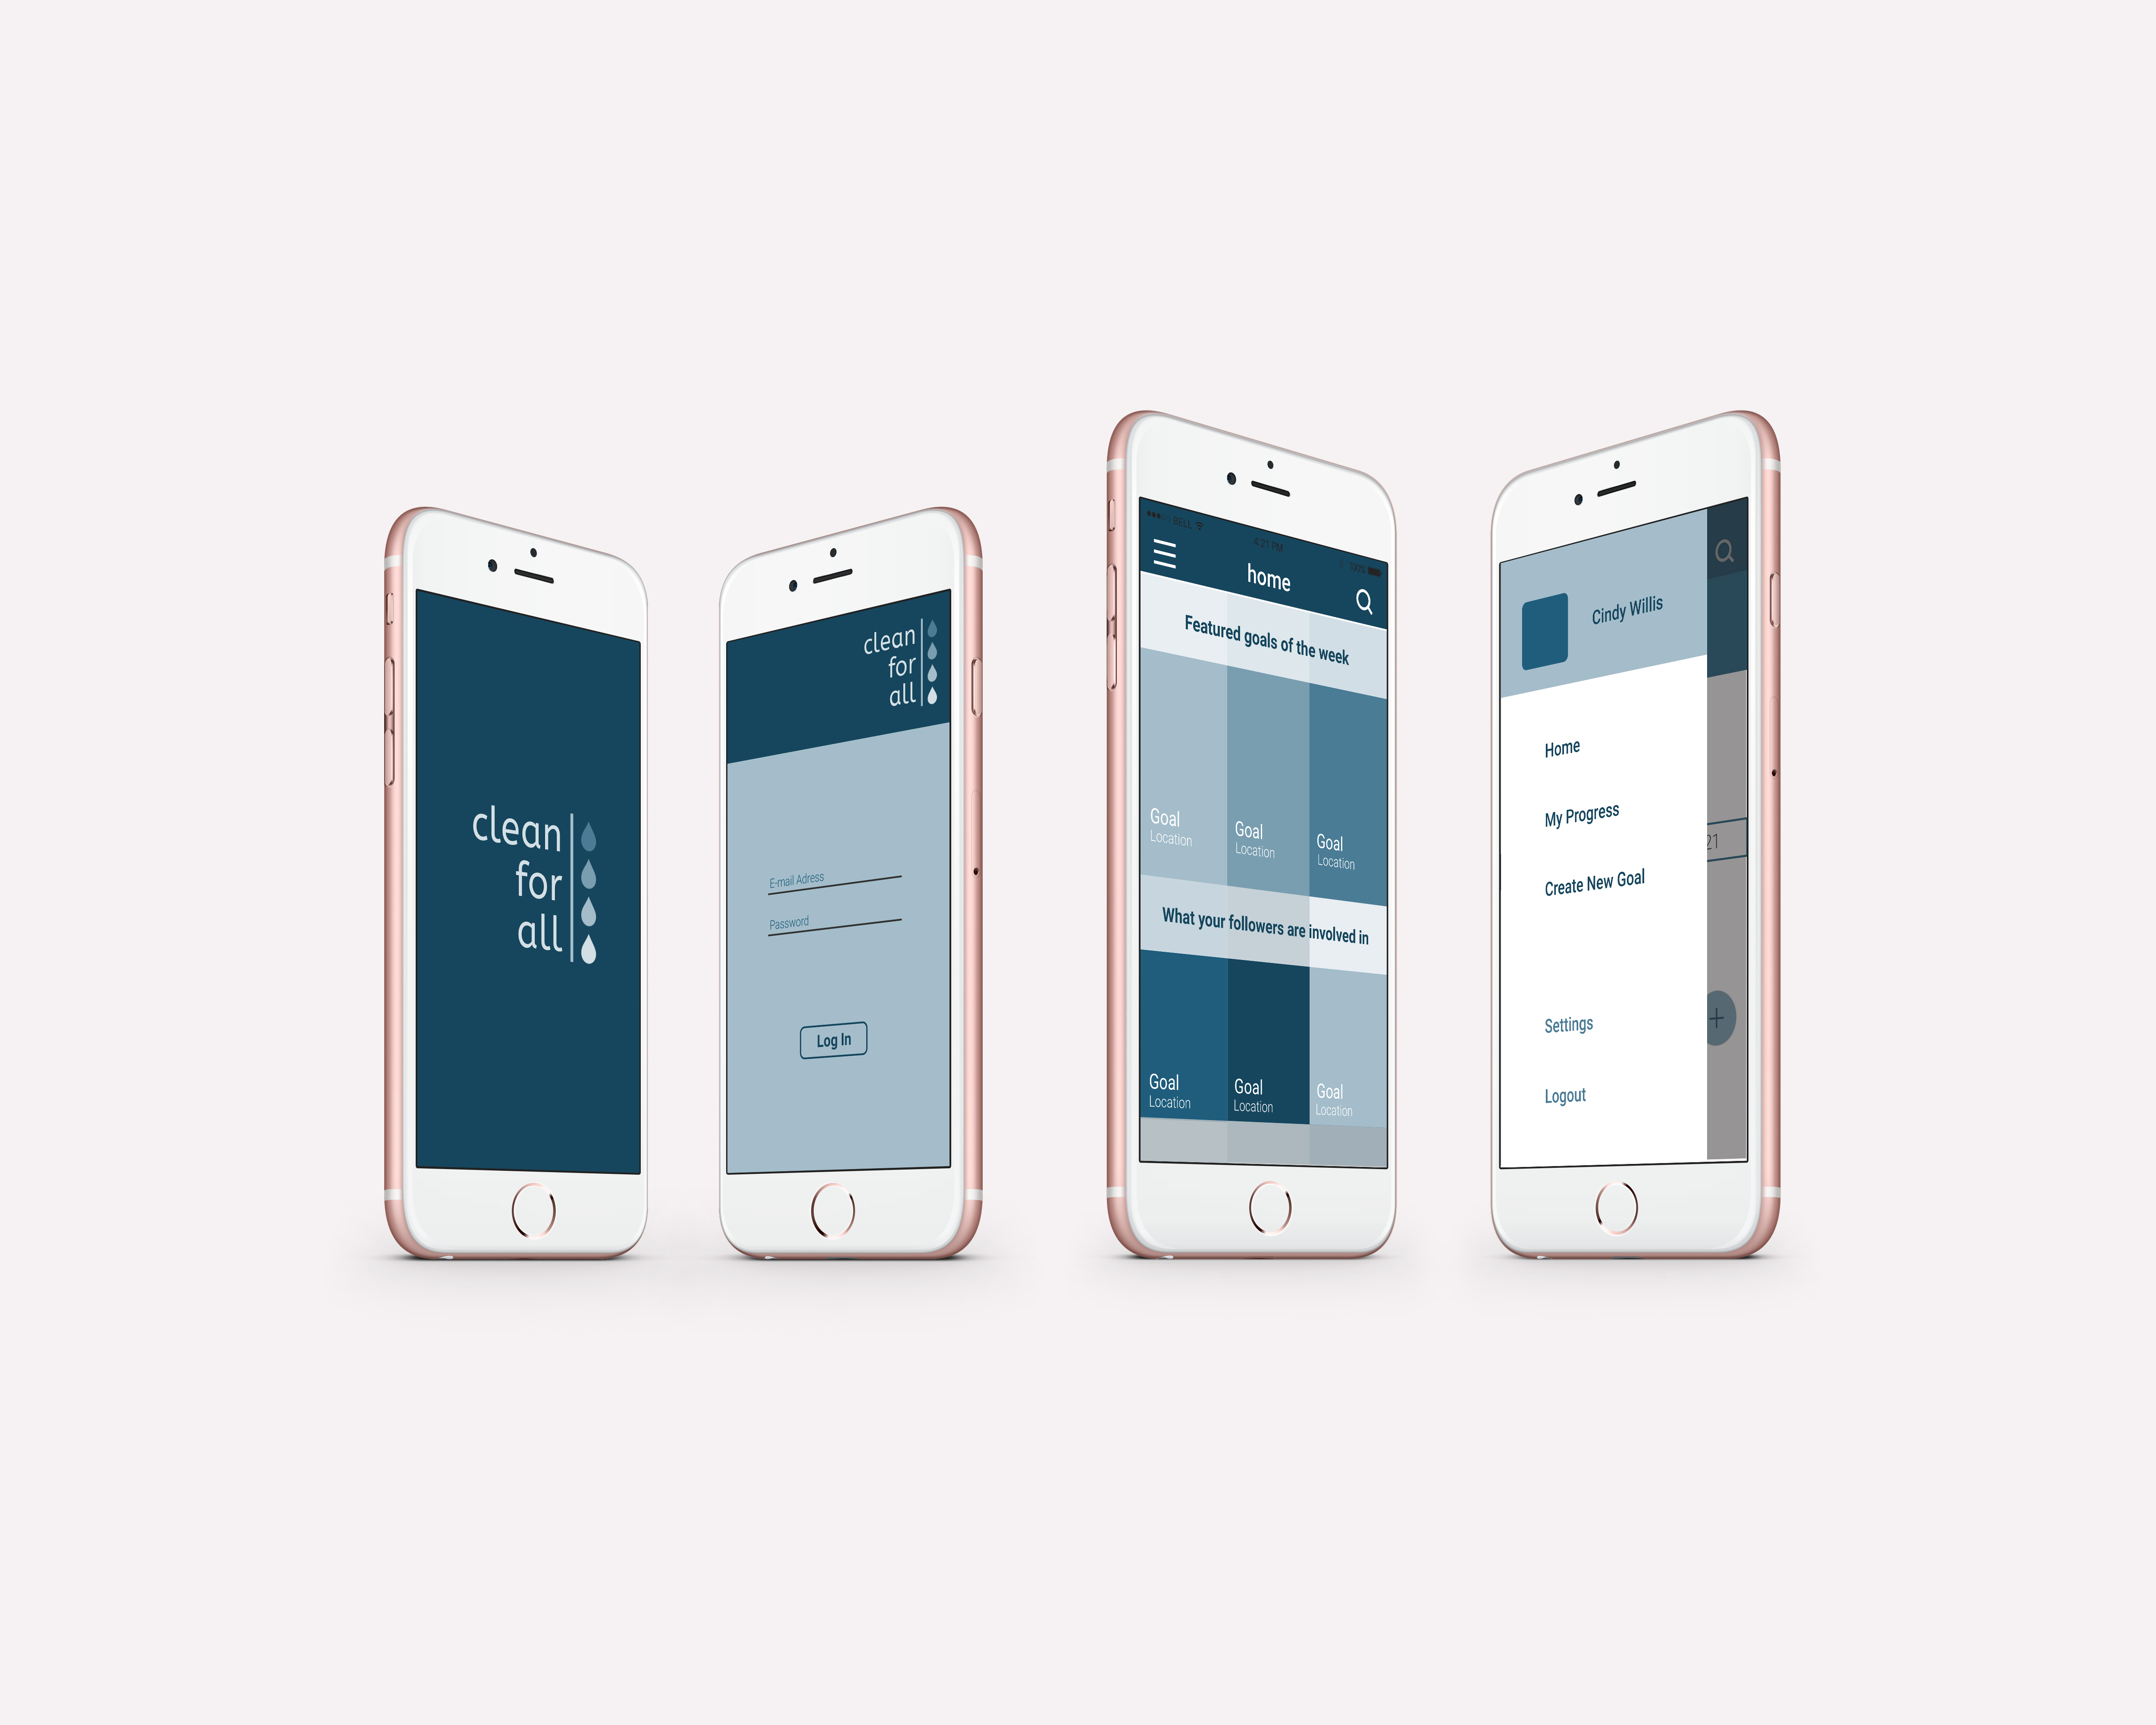 clean
for
all
clean
for
all
E-mail Adress
Password
Log In
BELL
4:21 PM
100%
home
Featured goals of the week
Goal
Location
Goal
Location
Goal
Location
What your followers are involved in
Goal
Location
Goal
Location
Goal
Location
Cindy Willis
Home
My Progress
Create New Goal
Settings
Logout
21